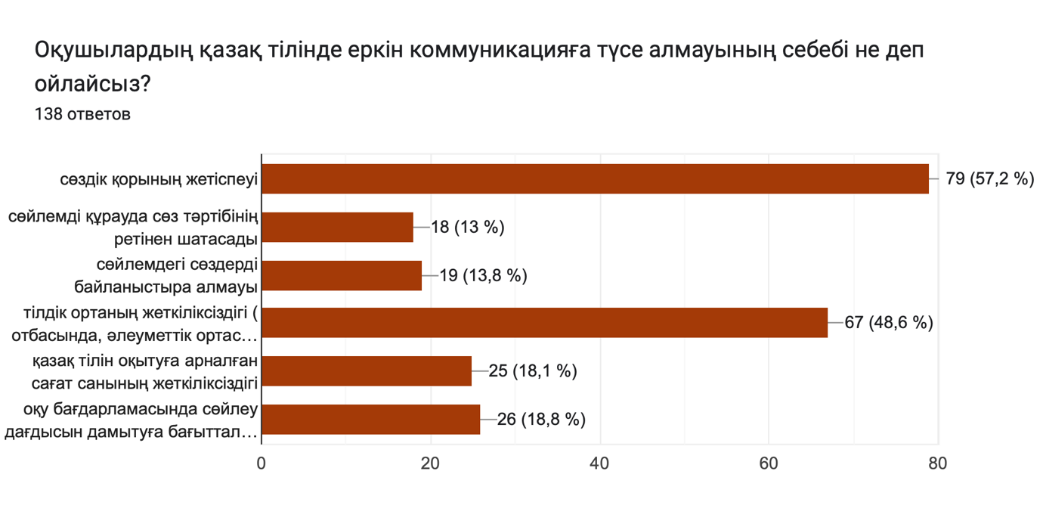 Оқушылардың қазақ тілінде еркін коммуникацияға түсе алмауының себебі не деп
ойлайсыз?
138 ответов
сөздік қорының жетіспеуі
79 (57,2 %)
сөйлемді құрауда сөз тәртібінің
ретінен шатасады
18 (13 %)
сөйлемдегі сөздерді
байланыстыра алмауы
19 (13,8 %)
тілдік ортаның жеткіліксіздігі (
отбасында, әлеуметтік ортас…
67 (48,6 %)
қазақ тілін оқытуға арналған
сағат санының жеткіліксіздігі
25 (18,1 %)
оқу бағдарламасында сөйлеу
дағдысын дамытуға бағыттал…
26 (18,8 %)
0 20 40 60 80